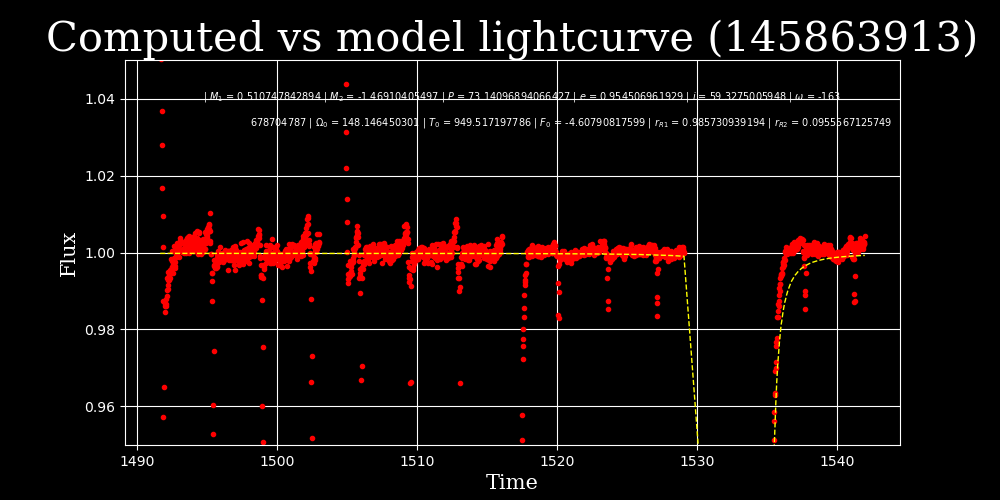 Computed vs model lightcurve (145863913)
| M₁ = 0.510747842894 | M₂ = -1.46910405497 | P = 73.14096894066427 | e = 0.954506961929 | i = 59.3275005948 | ω = -163
678704787 | Ω₀ = 148.146450301 | T₀ = 949.517197786 | F₀ = -4.60790817599 | r_R1 = 0.985730939194 | r_R2 = 0.0955567125749
1.04
1.02
1.00
0.98
0.96
Flux
1490 1500 1510 1520 1530 1540
Time